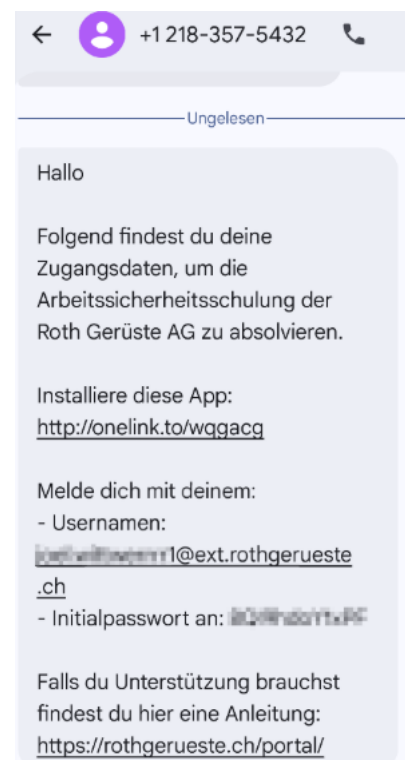 +1 218-357-5432
Ungelesen
Hallo
Folgend findest du deine
Zugangsdaten, um die
Arbeitssicherheitsschulung der
Roth Gerüste AG zu absolvieren.
Installiere diese App:
http://onelink.to/wqgacg
Melde dich mit deinem:
- Usernamen:
1@ext.rothgerueste
.ch
- Initialpasswort an:
Falls du Unterstützung brauchst
findest du hier eine Anleitung:
https://rothgerueste.ch/portal/